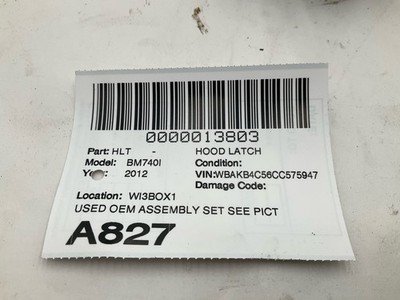 0000013803
Part: HLT - HOOD LATCH
Model: BM740I Condition:
2012 VIN:WBAKB4C56CC575947
Damage Code:
Location: WI3BOX1
USED OEM ASSEMBLY SET SEE PICT
A827